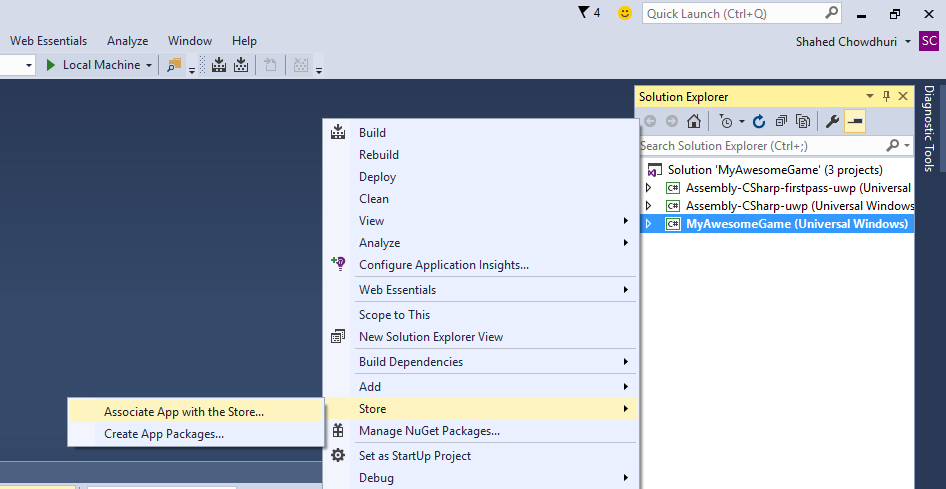 4
Quick Launch (Ctrl+Q)
Web Essentials Analyze Window Help
Shahed Chowdhuri
SC
Local Machine
Solution Explorer
Search Solution Explorer (Ctrl+;)
Solution 'MyAwesomeGame' (3 projects)
C# Assembly-CSharp-firstpass-uwp (Universal
C# Assembly-CSharp-uwp (Universal Windows
C# MyAwesomeGame (Universal Windows)
Diagnostic Tools
Build
Rebuild
Deploy
Clean
View
Analyze
Configure Application Insights...
Web Essentials
Scope to This
New Solution Explorer View
Build Dependencies
Add
Store
Associate App with the Store...
Create App Packages...
Manage NuGet Packages...
Set as StartUp Project
Debug